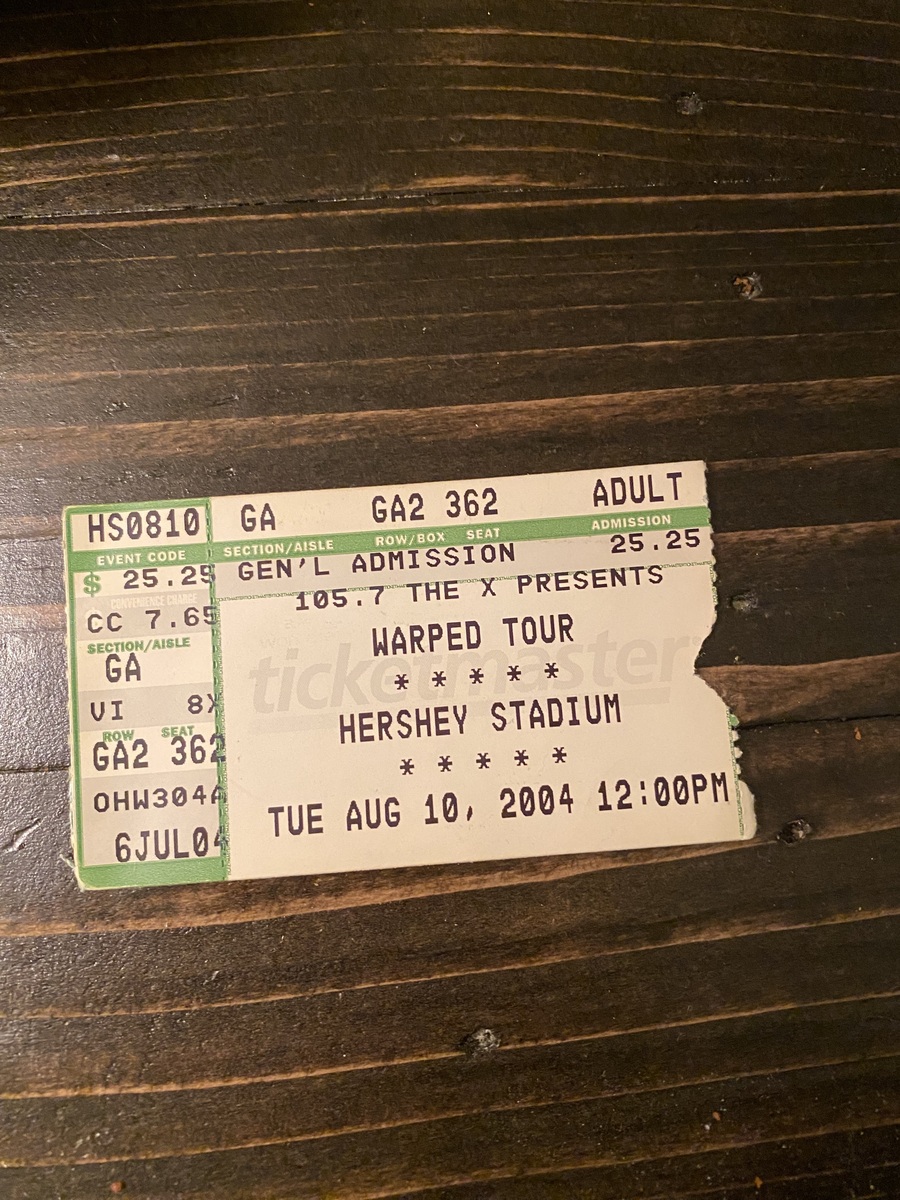 HS0810
EVENT CODE
$ 25.25
CONVENIENCE CHARGE
CC 7.65
SECTION/AISLE
GA
VI 8X
ROW SEAT
GA2 362
OHW304A
6JUL04
GA GA2 362 ADULT
SECTION/AISLE ROW/BOX SEAT ADMISSION
GEN'L ADMISSION 25.25
105.7 THE X PRESENTS
WARPED TOUR
ticketmaster
* * * * *
HERSHEY STADIUM
* * * * *
TUE AUG 10, 2004 12:00PM